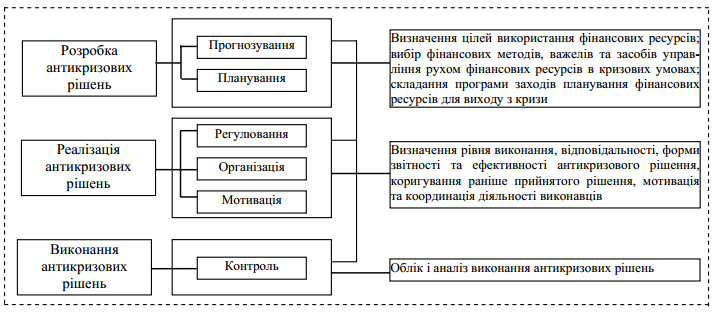 Розробка
антикризових
рішень
Прогнозування
Планування
Визначення цілей використання фінансових ресурсів;
вибір фінансових методів, важелів та засобів управ-
ління рухом фінансових ресурсів в кризових умовах;
складання програми заходів планування фінансових
ресурсів для виходу з кризи
Реалізація
антикризових
рішень
Регулювання
Організація
Мотивація
Визначення рівня виконання, відповідальності, форми
звітності та ефективності антикризового рішення,
коригування раніше прийнятого рішення, мотивація
та координація діяльності виконавців
Виконання
антикризових
рішень
Контроль
Облік і аналіз виконання антикризових рішень